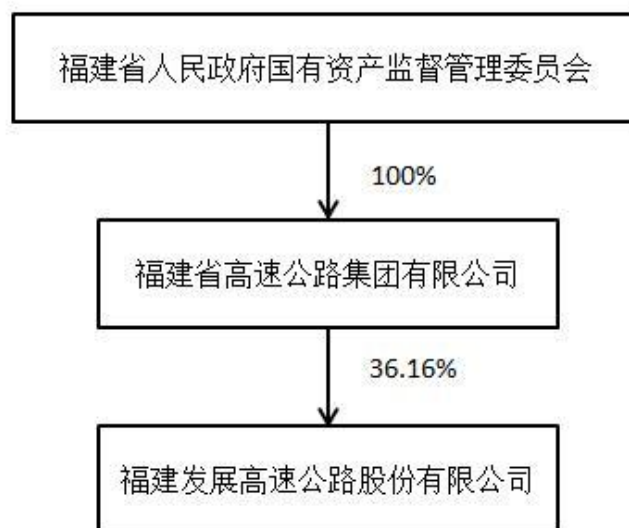 福建省人民政府国有资产监督管理委员会
100%
福建省高速公路集团有限公司
36.16%
福建发展高速公路股份有限公司